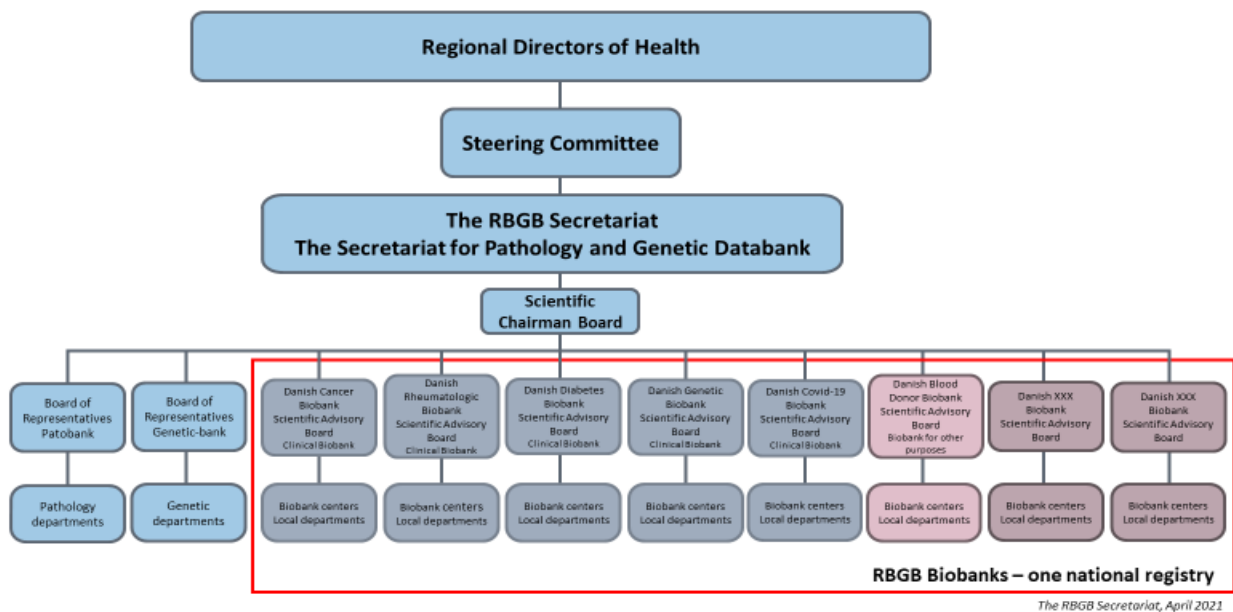 Regional Directors of Health
Steering Committee
The RBGB Secretariat
The Secretariat for Pathology and Genetic Databank
Scientific
Chairman Board
Board of
Representatives
Patobank
Board of
Representatives
Genetic-bank
Danish Cancer
Biobank
Scientific Advisory
Board
Clinical Biobank
Danish
Rheumatologic
Biobank
Scientific Advisory
Board
Clinical Biobank
Danish Diabetes
Biobank
Scientific Advisory
Board
Clinical Biobank
Danish Genetic
Biobank
Scientific Advisory
Board
Clinical Biobank
Danish Covid-19
Biobank
Scientific Advisory
Board
Clinical Biobank
Danish Blood
Donor Biobank
Scientific Advisory
Board
Biobank for other
purposes
Danish XXX
Biobank
Scientific Advisory
Board
Danish XXX
Biobank
Scientific Advisory
Board
Pathology
departments
Genetic
departments
Biobank centers
Local departments
Biobank centers
Local departments
Biobank centers
Local departments
Biobank centers
Local departments
Biobank centers
Local departments
Biobank centers
Local departments
Biobank centers
Local departments
Biobank centers
Local departments
RBGB Biobanks – one national registry
The RBGB Secretariat, April 2021